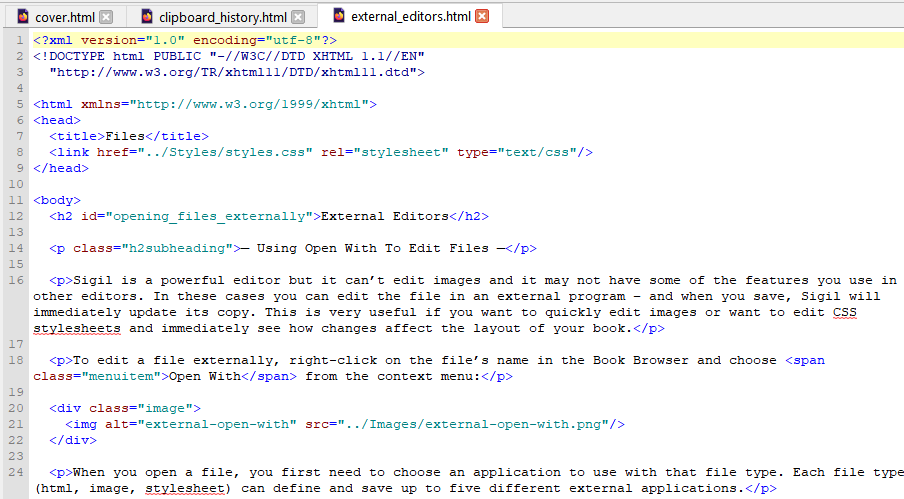 cover.html
clipboard_history.html
external_editors.html
1 <?xml version="1.0" encoding="utf-8"?>
2 <!DOCTYPE html PUBLIC "-//W3C//DTD XHTML 1.1//EN"
3 "http://www.w3.org/TR/xhtml11/DTD/xhtml11.dtd">
4
5 <html xmlns="http://www.w3.org/1999/xhtml">
6 <head>
7 <title>Files</title>
8 <link href="../Styles/styles.css" rel="stylesheet" type="text/css"/>
9 </head>
10
11 <body>
12 <h2 id="opening_files_externally">External Editors</h2>
13
14 <p class="h2subheading">— Using Open With To Edit Files —</p>
15
16 <p>Sigil is a powerful editor but it can’t edit images and it may not have some of the features you use in
other editors. In these cases you can edit the file in an external program – and when you save, Sigil will
immediately update its copy. This is very useful if you want to quickly edit images or want to edit CSS
stylesheets and immediately see how changes affect the layout of your book.</p>
17
18 <p>To edit a file externally, right-click on the file’s name in the Book Browser and choose <span
class="menuitem">Open With</span> from the context menu:</p>
19
20 <div class="image">
21 <img alt="external-open-with" src="../Images/external-open-with.png"/>
22 </div>
23
24 <p>When you open a file, you first need to choose an application to use with that file type. Each file type
(html, image, stylesheet) can define and save up to five different external applications.</p>